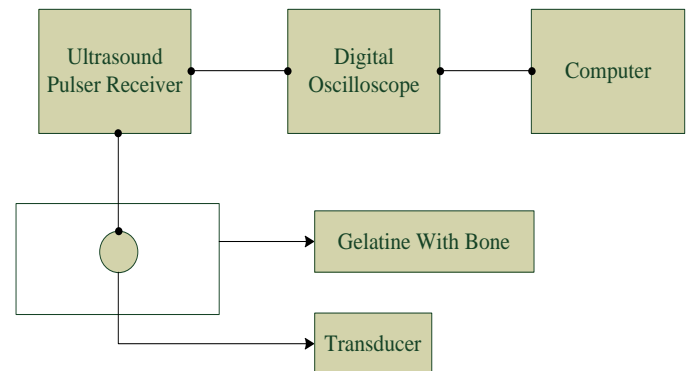 Ultrasound
Pulser Receiver
Digital
Oscilloscope
Computer
Gelatine With Bone
Transducer